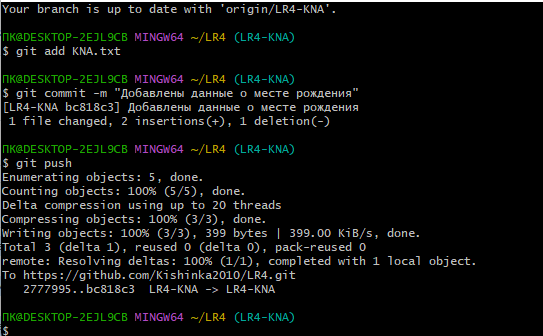 Your branch is up to date with 'origin/LR4-KNA'.
ПК@DESKTOP-2EJL9CB MINGW64 ~/LR4 (LR4-KNA)
$ git add KNA.txt
ПК@DESKTOP-2EJL9CB MINGW64 ~/LR4 (LR4-KNA)
$ git commit -m "Добавлены данные о месте рождения"
[LR4-KNA bc818c3] Добавлены данные о месте рождения
1 file changed, 2 insertions(+), 1 deletion(-)
ПК@DESKTOP-2EJL9CB MINGW64 ~/LR4 (LR4-KNA)
$ git push
Enumerating objects: 5, done.
Counting objects: 100% (5/5), done.
Delta compression using up to 20 threads
Compressing objects: 100% (3/3), done.
Writing objects: 100% (3/3), 399 bytes | 399.00 KiB/s, done.
Total 3 (delta 1), reused 0 (delta 0), pack-reused 0
remote: Resolving deltas: 100% (1/1), completed with 1 local object.
To https://github.com/Kishinka2010/LR4.git
2777995..bc818c3  LR4-KNA -> LR4-KNA
ПК@DESKTOP-2EJL9CB MINGW64 ~/LR4 (LR4-KNA)
$